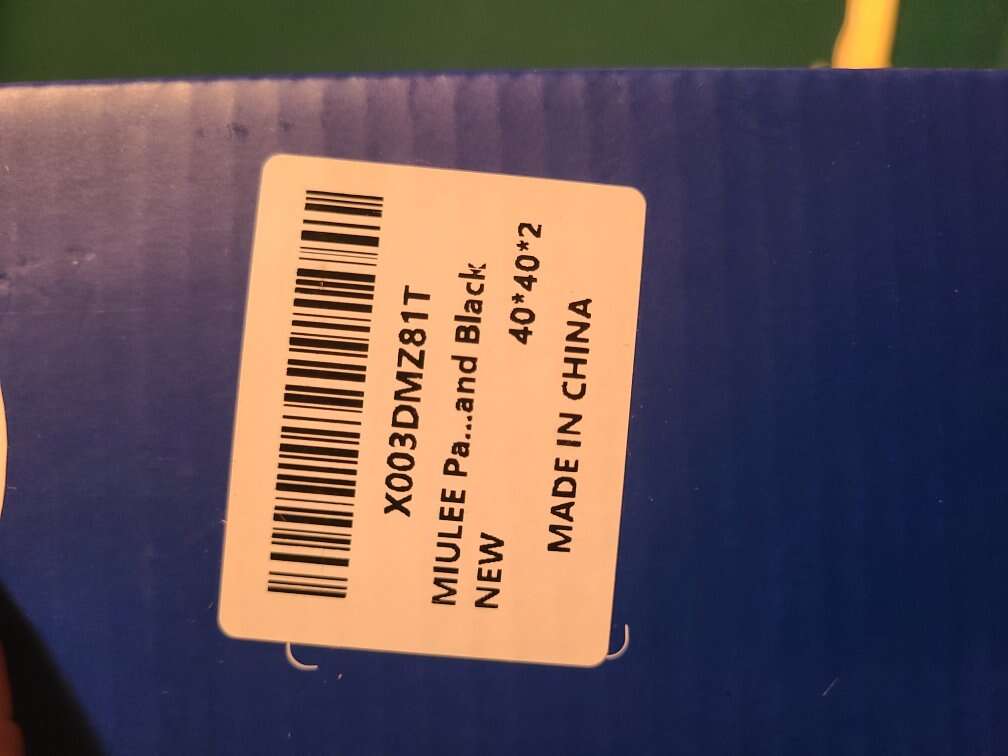 X003DMZ81T
MIULEE Pa...and Black
NEW
40*40*2
MADE IN CHINA